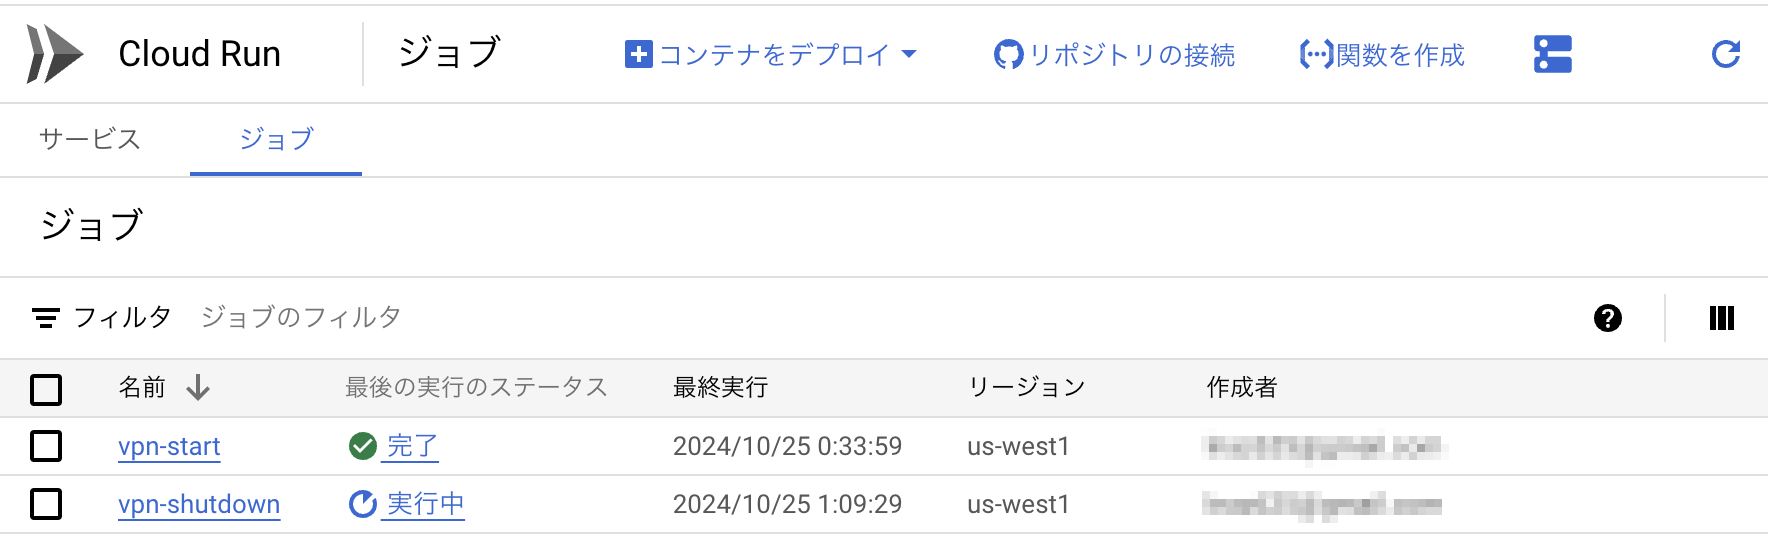 Cloud Run ジョブ コンテナをデプロイ リポジトリの接続 関数を作成
サービス ジョブ
ジョブ
フィルタ ジョブのフィルタ
名前 最後の実行のステータス 最終実行 リージョン 作成者
vpn-start 完了 2024/10/25 0:33:59 us-west1
vpn-shutdown 実行中 2024/10/25 1:09:29 us-west1